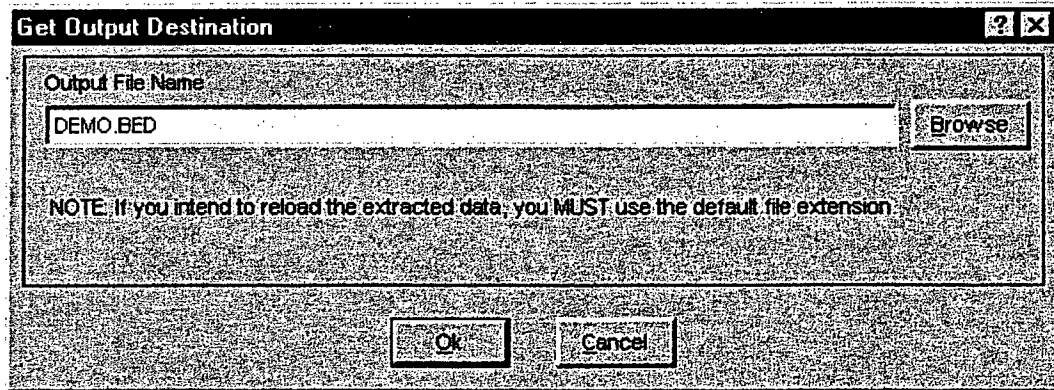 Get Output Destination
Output File Name
DEMO.BED
Browse
NOTE: If you intend to reload the extracted data, you MUST use the default file extension.
Ok
Cancel